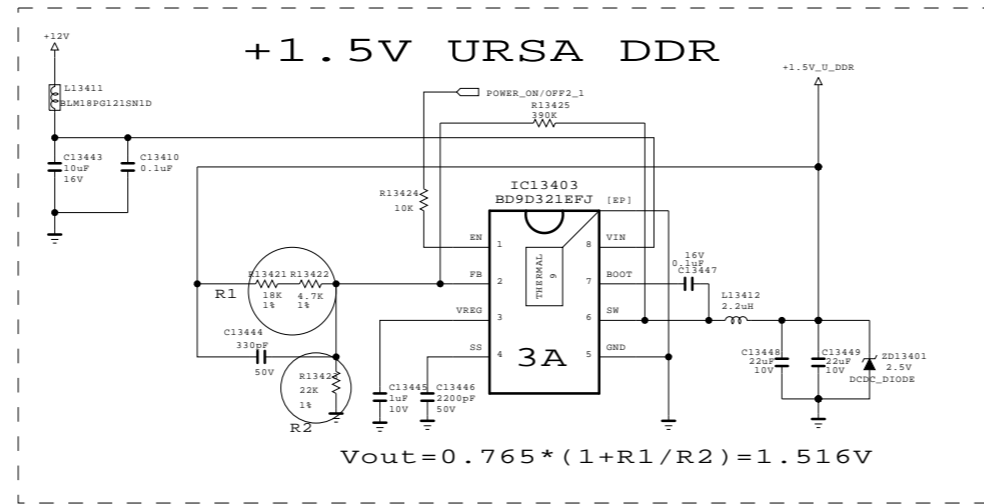 +1.5V URSA DDR
+12V
L13411
BLM18PG121SN1D
C13443
10uF
16V
C13410
0.1uF
POWER_ON/OFF2_1
R13425
390K
+1.5V_U_DDR
R13424
10K
IC13403
BD9D321EFJ
[EP]
EN
1
FB
2
VREG
3
SS
4
THERMAL
9
3A
8
VIN
7
BOOT
6
SW
5
GND
16V
0.1uF
C13447
L13412
2.2uH
R1
R13421
18K
1%
R13422
4.7K
1%
C13444
330pF
50V
22K
1%
R2
C13445
1uF
10V
C13446
2200pF
50V
C13448
22uF
10V
C13449
22uF
10V
ZD13401
2.5V
DCDC_DIODE
Vout=0.765*(1+R1/R2)=1.516V